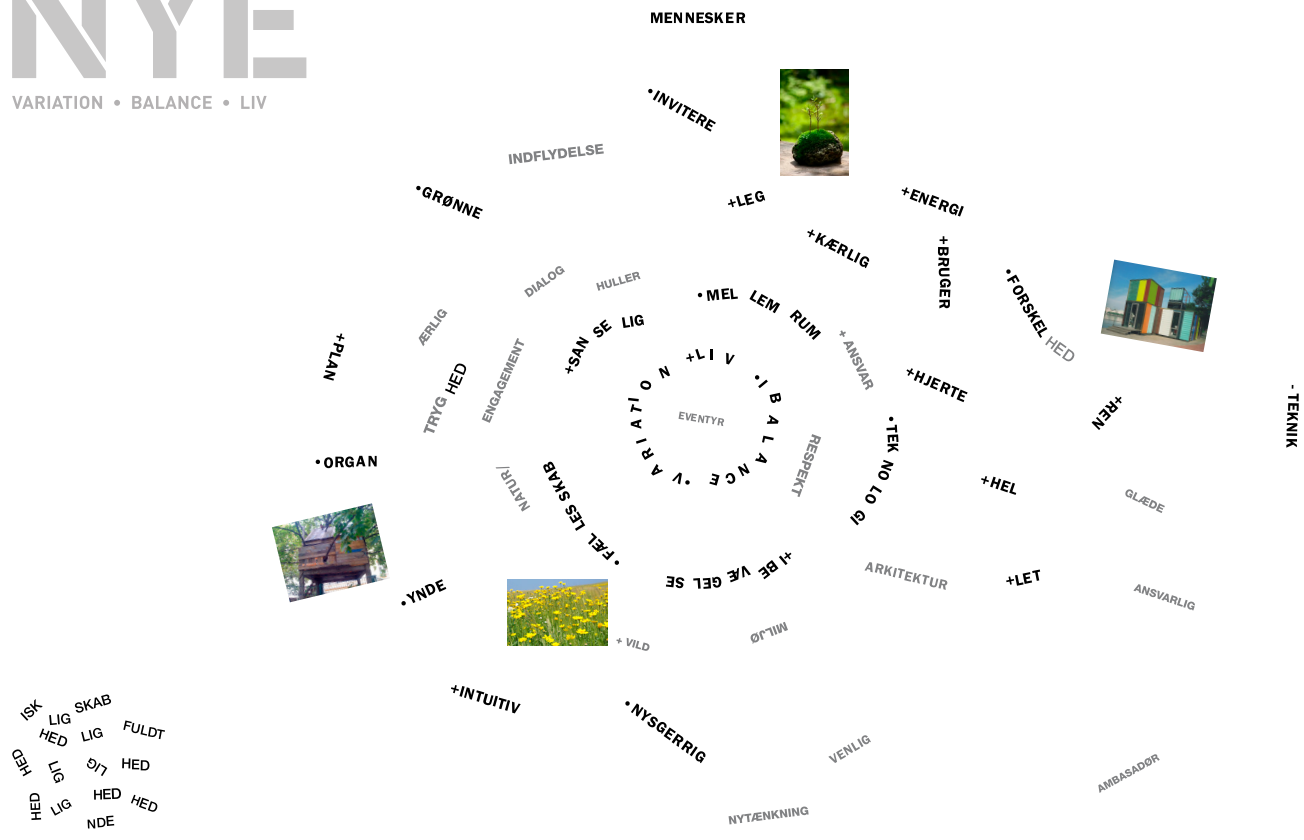 NYE
VARIATION • BALANCE • LIV
MENNESKER
•INVITERE
INDFLYDELSE
•GRØNNE
+LEG
+ENERGI
+KÆRLIG
+BRUGER
DIALOG
HULLER
•FORSKEL HED
•MEL LEM RUM
ÆRLIG
+SAN SE LIG
+PLAN
+ ANSVAR
ENGAGEMENT
TRYG HED
+HJERTE
+REN
- TEKNIK
+LIV
•I BALANCE
•VARIATION
EVENTYR
RESPEKT
•TEK NO LO GI
•ORGAN
NATUR/
•FÆL LES SKAB
+HEL
GLÆDE
+I BE VÆ GEL SE
ARKITEKTUR
+LET
ANSVARLIG
•YNDE
+ VILD
MILJØ
+INTUITIV
•NYSGERRIG
VENLIG
AMBASADØR
NYTÆNKNING
ISK
LIG
SKAB
HED
LIG
FULDT
HED
LIG
LIG
HED
HED
LIG
HED
HED
NDE